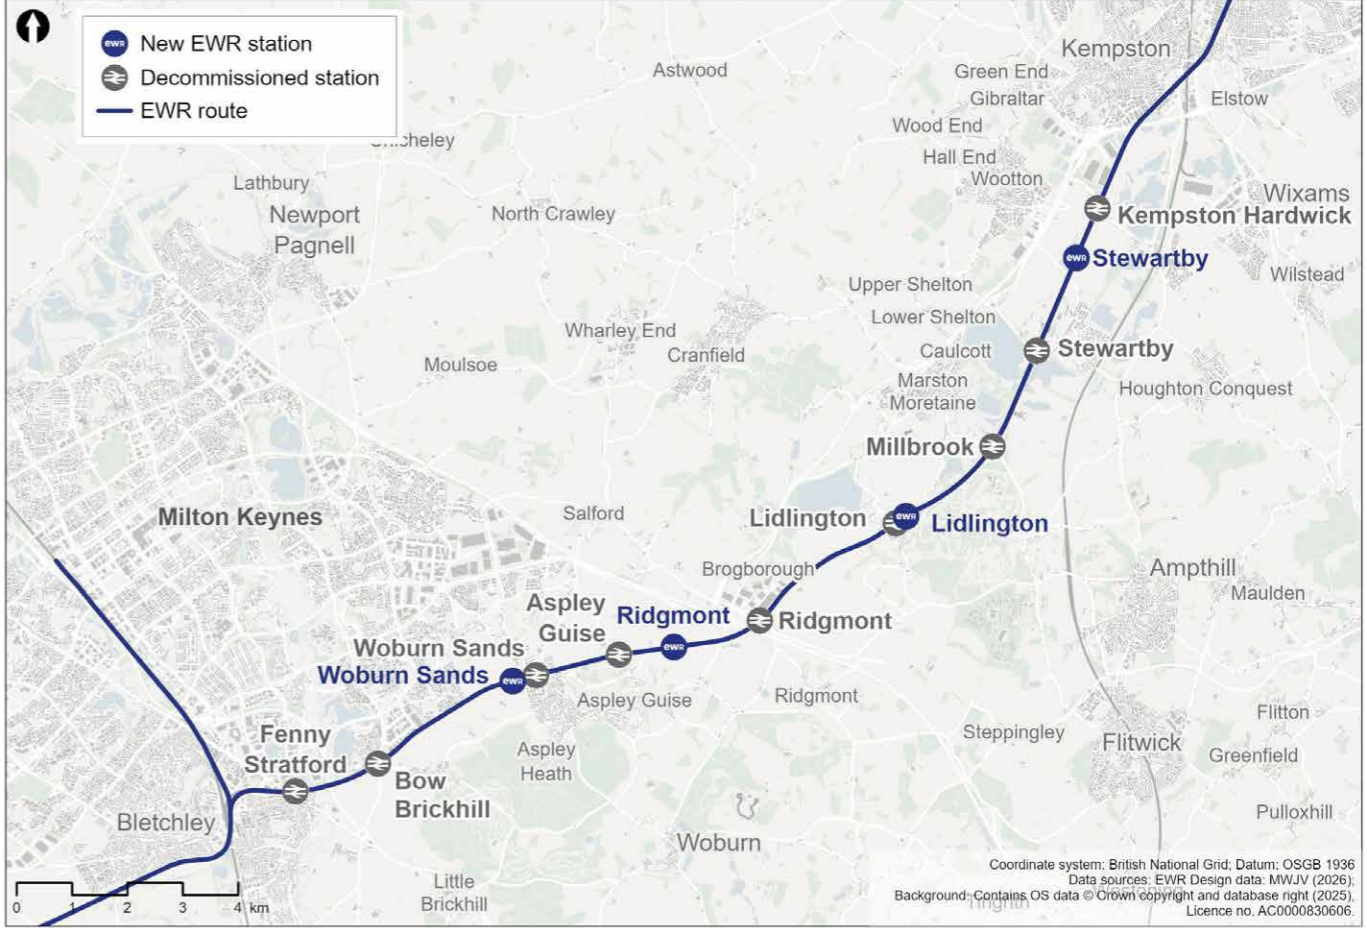 ewr New EWR station
Decommissioned station
EWR route
Kempston
Astwood
Green End
Gibraltar
Elstow
Wood End
Hall End
Wootton
Lathbury
Newport
Pagnell
North Crawley
Wixams
Kempston Hardwick
ewr Stewartby
Wilstead
Upper Shelton
Lower Shelton
Wharley End
Cranfield
Caulcott
Stewartby
Moulsoe
Marston
Moretaine
Houghton Conquest
Millbrook
Milton Keynes
Salford
Lidlington
ewr Lidlington
Brogborough
Ampthill
Maulden
Aspley
Guise
Ridgmont
ewr
Ridgmont
Woburn Sands
Woburn Sands
ewr
Aspley Guise
Ridgmont
Flitton
Steppingley
Flitwick
Greenfield
Fenny
Stratford
Aspley
Heath
Bow
Brickhill
Bletchley
Pulloxhill
Woburn
Little
Brickhill
0 1 2 3 4 km
Coordinate system: British National Grid; Datum: OSGB 1936
Data sources: EWR Design data: MWJV (2026);
Background: Contains OS data © Crown copyright and database right (2025),
Licence no. AC0000830606.